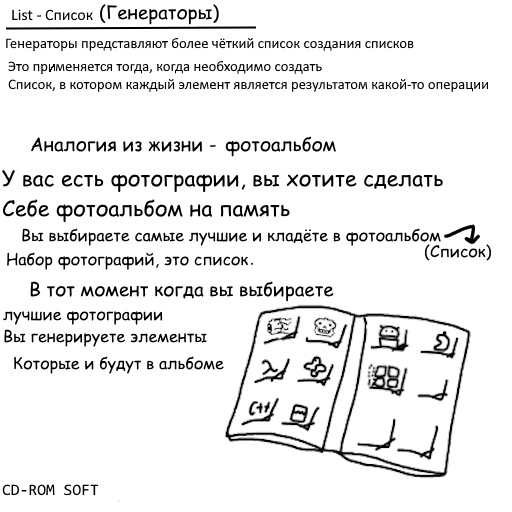 List - Список (Генераторы)
Генераторы представляют более чёткий список создания списков
Это применяется тогда, когда необходимо создать
Список, в котором каждый элемент является результатом какой-то операции
Аналогия из жизни - фотоальбом
У вас есть фотографии, вы хотите сделать
Себе фотоальбом на память
Вы выбираете самые лучшие и кладёте в фотоальбом
(Список)
Набор фотографий, это список.
В тот момент когда вы выбираете
лучшие фотографии
Вы генерируете элементы
Которые и будут в альбоме
λ
C++
CD-ROM SOFT